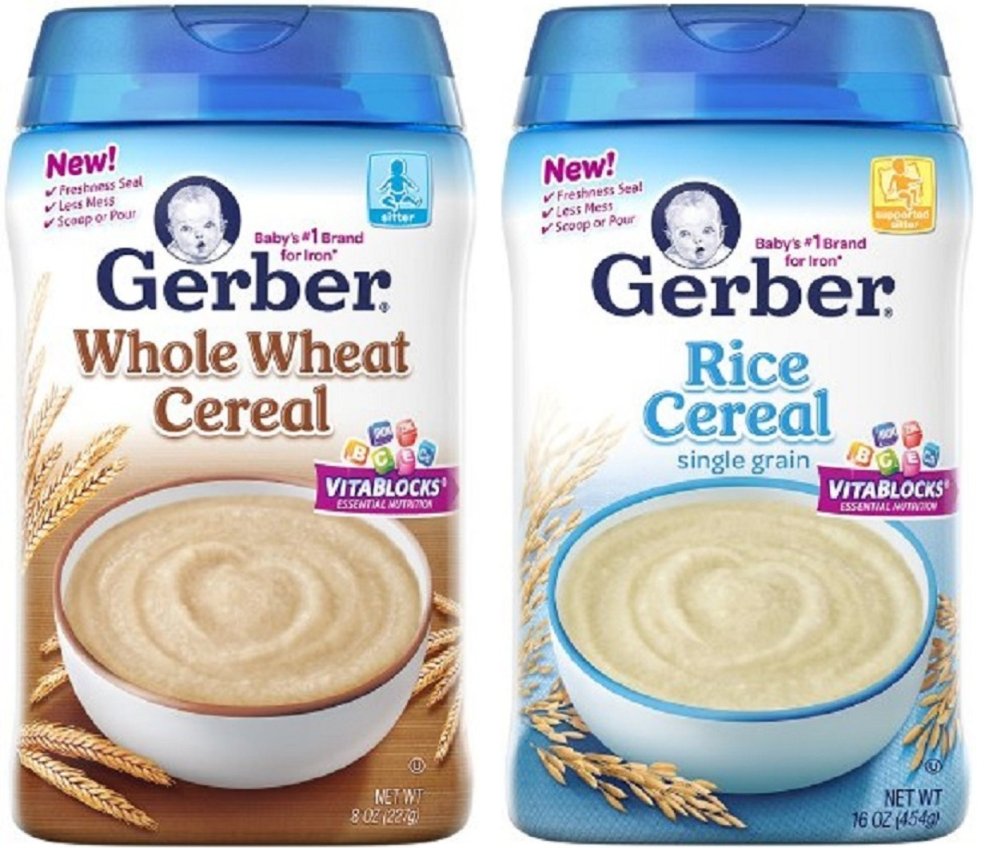 New!
✓ Freshness Seal
✓ Less Mess
✓ Scoop or Pour
sitter
Baby's #1 Brand
for Iron*
Gerber®
Whole Wheat
Cereal
IRON
B C E
VITABLOCKS®
ESSENTIAL NUTRITION
U
NET WT
8 OZ (227g)
New!
✓ Freshness Seal
✓ Less Mess
✓ Scoop or Pour
supported
sitter
Baby's #1 Brand
for Iron*
Gerber®
Rice
Cereal
single grain
IRON
B C E
VITABLOCKS®
ESSENTIAL NUTRITION
U
NET WT
16 OZ (454g)